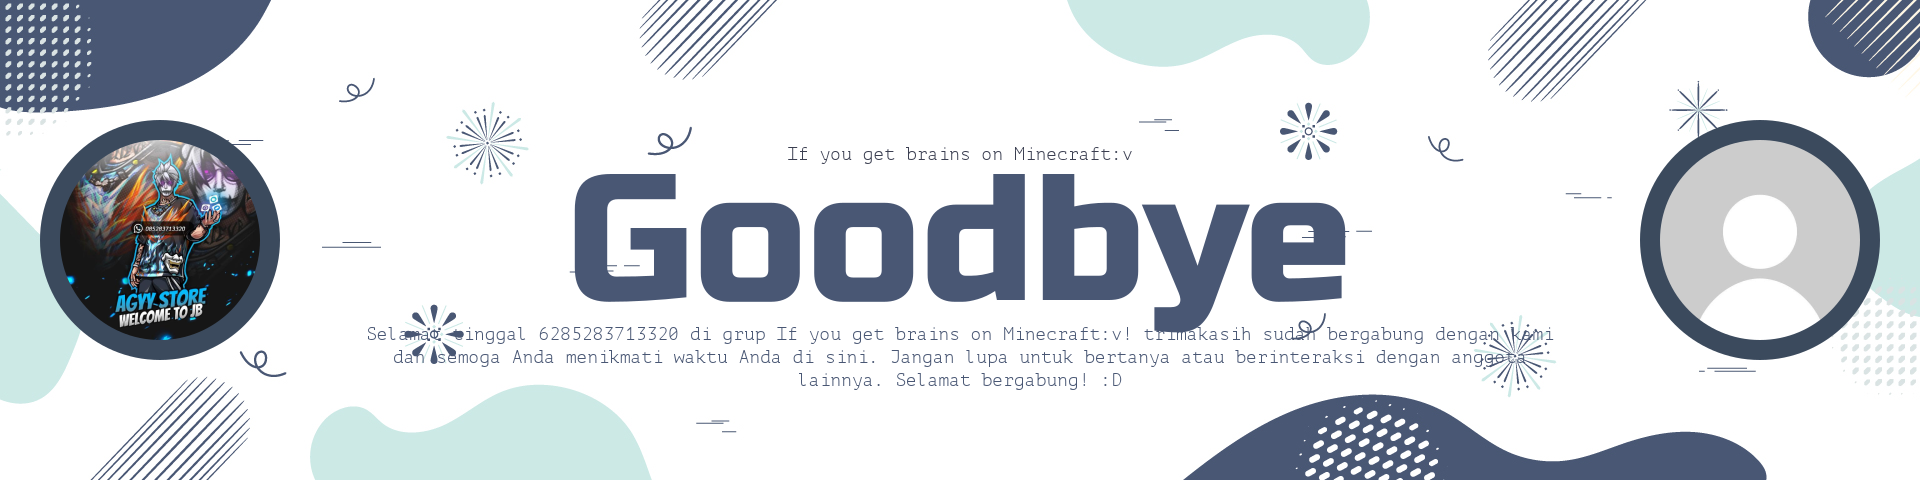 If you get brains on Minecraft:v
Goodbye
085283713320
AGYY STORE
WELCOME TO JB
Selamat tinggal 6285283713320 di grup If you get brains on Minecraft:v! trimakasih sudah bergabung dengan kami
dan semoga Anda menikmati waktu Anda di sini. Jangan lupa untuk bertanya atau berinteraksi dengan anggota
lainnya. Selamat bergabung! :D